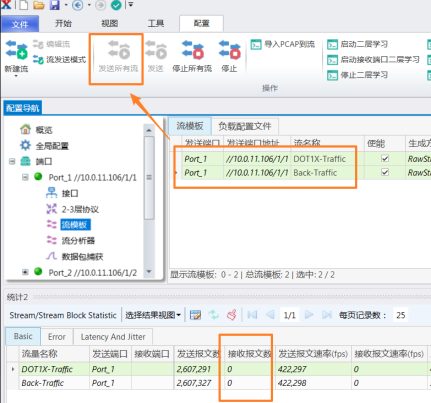 文件 开始 视图 工具 配置
新建流
编辑流
流发送模式
发送所有流
发送
停止所有流
停止
导入PCAP到流
启动二层学习
启动接收端口二层学习
停止二层学习
操作
配置导航
概览
全局配置
端口
Port_1 //10.0.11.106/1/1
接口
2-3层协议
流模板
流分析器
数据包捕获
Port_2 //10.0.11.106/1/2
流模板 负载配置文件
发送端口 发送端口地址 流名称 使能 生成方
Port_1 //10.0.11.106/1/1 DOT1X-Traffic RawSt
Port_1 //10.0.11.106/1/1 Back-Traffic RawSt
显示流模板: 0 - 2 | 总流模板: 2 | 选中: 2 / 2
统计2
Stream/Stream Block Statistic 选择结果视图 1/1 每页记录数: 25
Basic Error Latency And Jitter
流量名称 发送端口 接收端口 发送报文数 接收报文数 发送报文速率(fps) 接收报文速率(fps)
DOT1X-Traffic Port_1 2,607,291 0 422,297 0
Back-Traffic Port_1 2,607,327 0 422,298 0